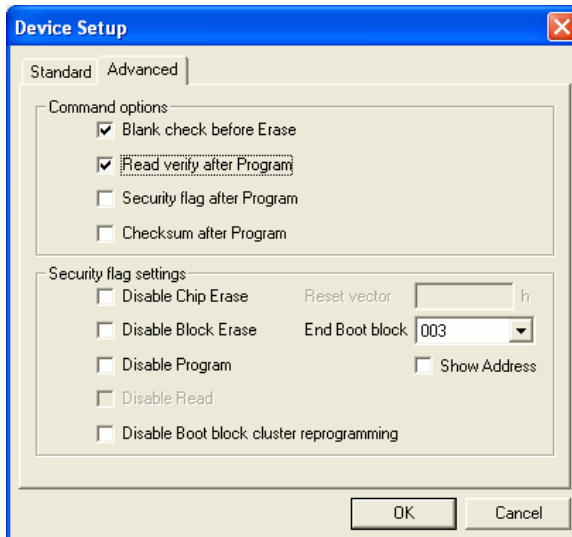 Device Setup
Standard Advanced
Command options
Blank check before Erase
Read verify after Program
Security flag after Program
Checksum after Program
Security flag settings
Disable Chip Erase Reset vector h
Disable Block Erase End Boot block 003
Disable Program Show Address
Disable Read
Disable Boot block cluster reprogramming
OK Cancel